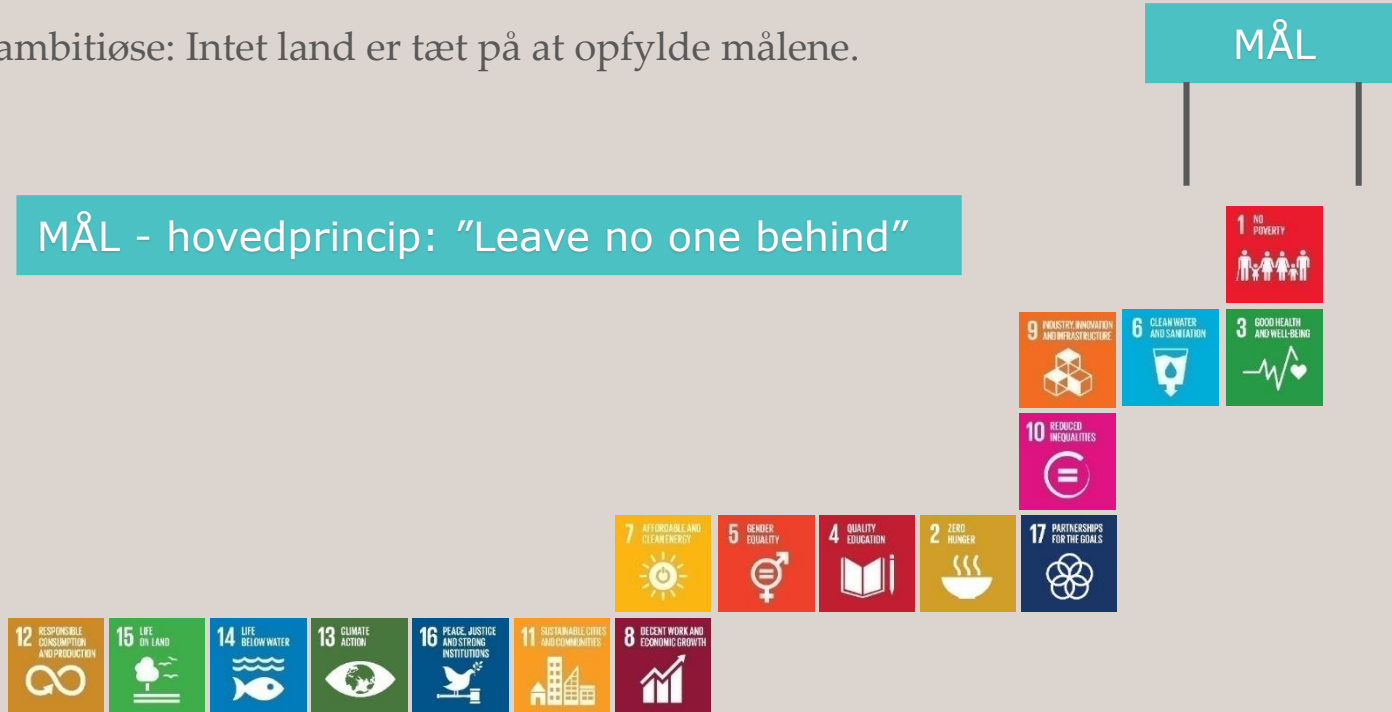 ambitiøse: Intet land er tæt på at opfylde målene.
MÅL
MÅL - hovedprincip: ”Leave no one behind”
1 NO
POVERTY
9 INDUSTRY, INNOVATION
AND INFRASTRUCTURE
6 CLEAN WATER
AND SANITATION
3 GOOD HEALTH
AND WELL-BEING
10 REDUCED
INEQUALITIES
7 AFFORDABLE AND
CLEAN ENERGY
5 GENDER
EQUALITY
4 QUALITY
EDUCATION
2 ZERO
HUNGER
17 PARTNERSHIPS
FOR THE GOALS
12 RESPONSIBLE
CONSUMPTION
AND PRODUCTION
15 LIFE
ON LAND
14 LIFE
BELOW WATER
13 CLIMATE
ACTION
16 PEACE, JUSTICE
AND STRONG
INSTITUTIONS
11 SUSTAINABLE CITIES
AND COMMUNITIES
8 DECENT WORK AND
ECONOMIC GROWTH